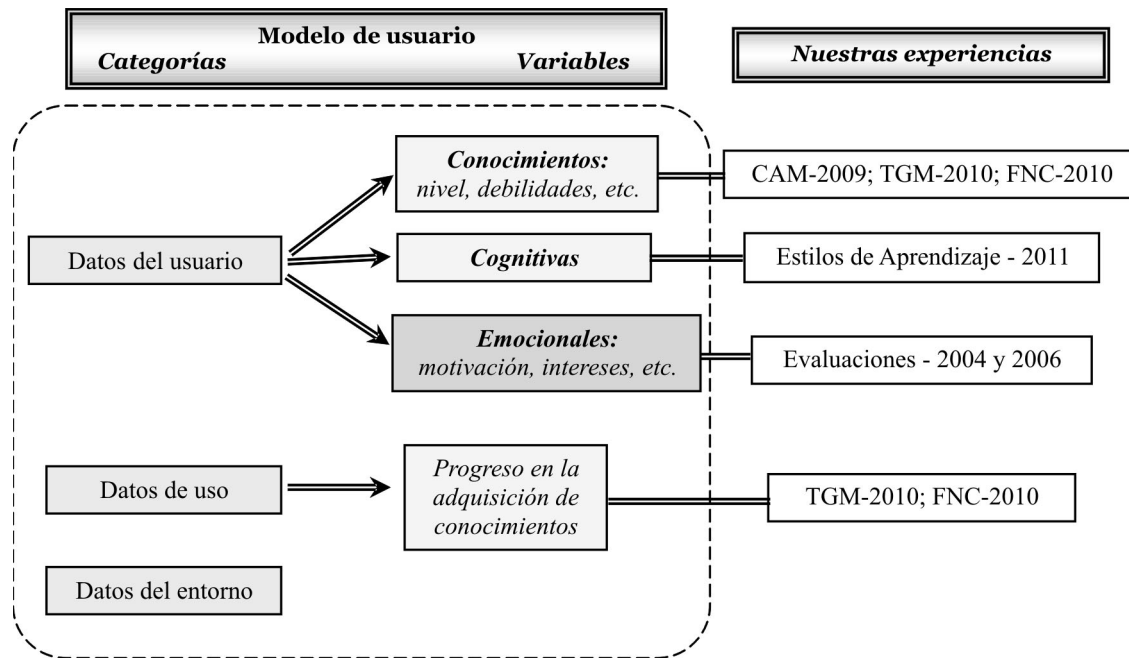 Modelo de usuario
Categorías Variables
Nuestras experiencias
Conocimientos:
nivel, debilidades, etc.
CAM-2009; TGM-2010; FNC-2010
Datos del usuario
Cognitivas
Estilos de Aprendizaje - 2011
Emocionales:
motivación, intereses, etc.
Evaluaciones - 2004 y 2006
Datos de uso
Progreso en la
adquisición de
conocimientos
TGM-2010; FNC-2010
Datos del entorno